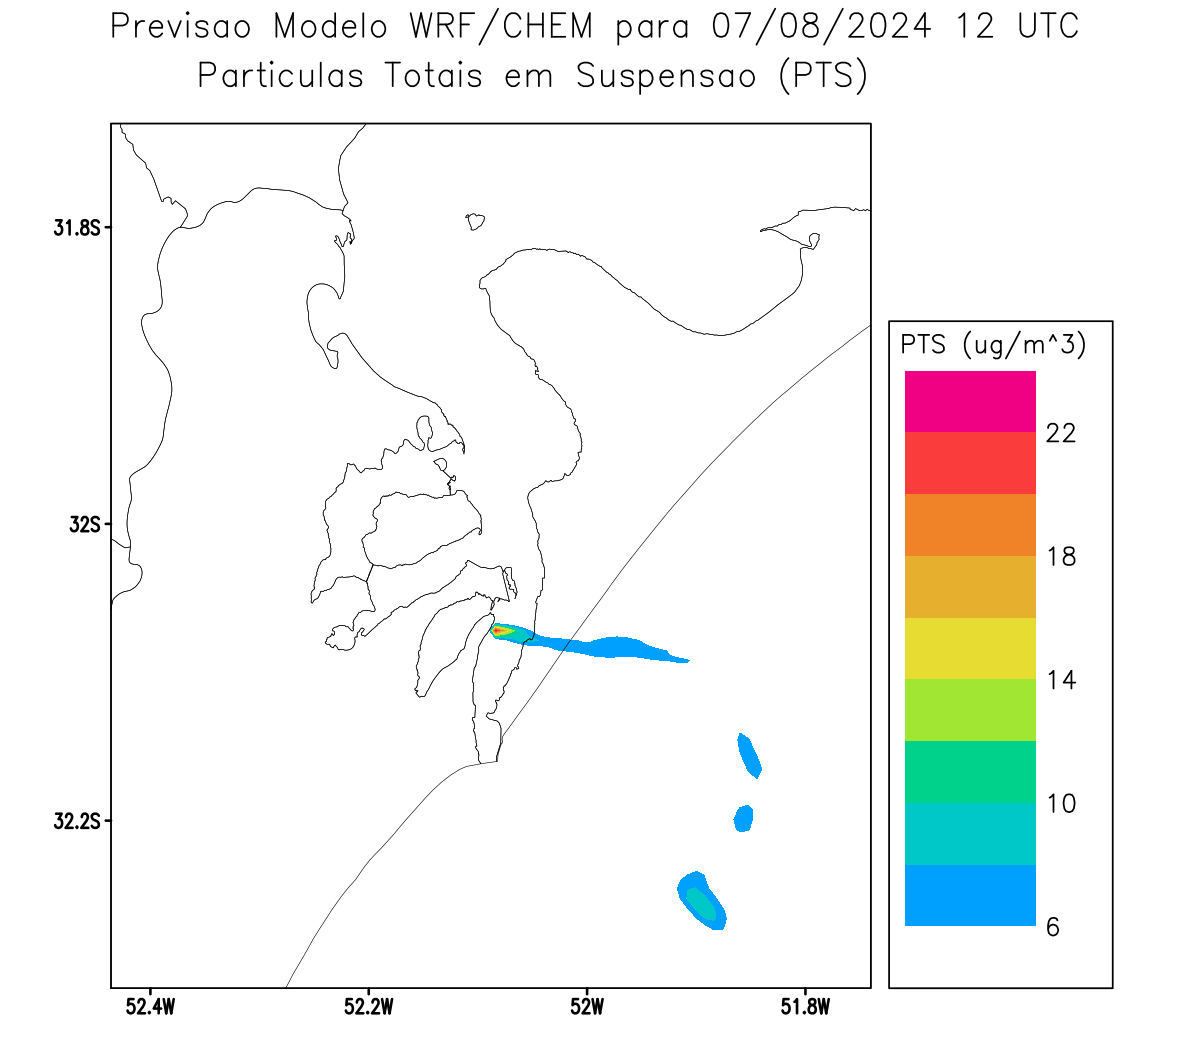 Previsao Modelo WRF/CHEM para 07/08/2024 12 UTC
Particulas Totais em Suspensao (PTS)
31.8S
32S
32.2S
52.4W
52.2W
52W
51.8W
PTS (ug/m^3)
22
18
14
10
6